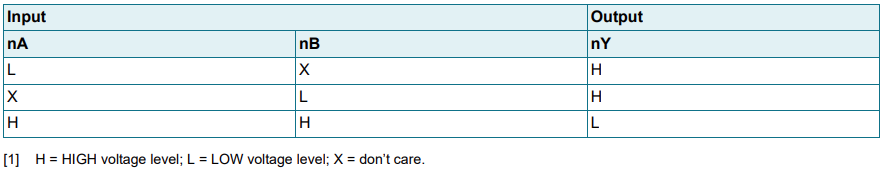 Input Output
nA nB nY
L X H
X L H
H H L
[1] H = HIGH voltage level; L = LOW voltage level; X = don't care.